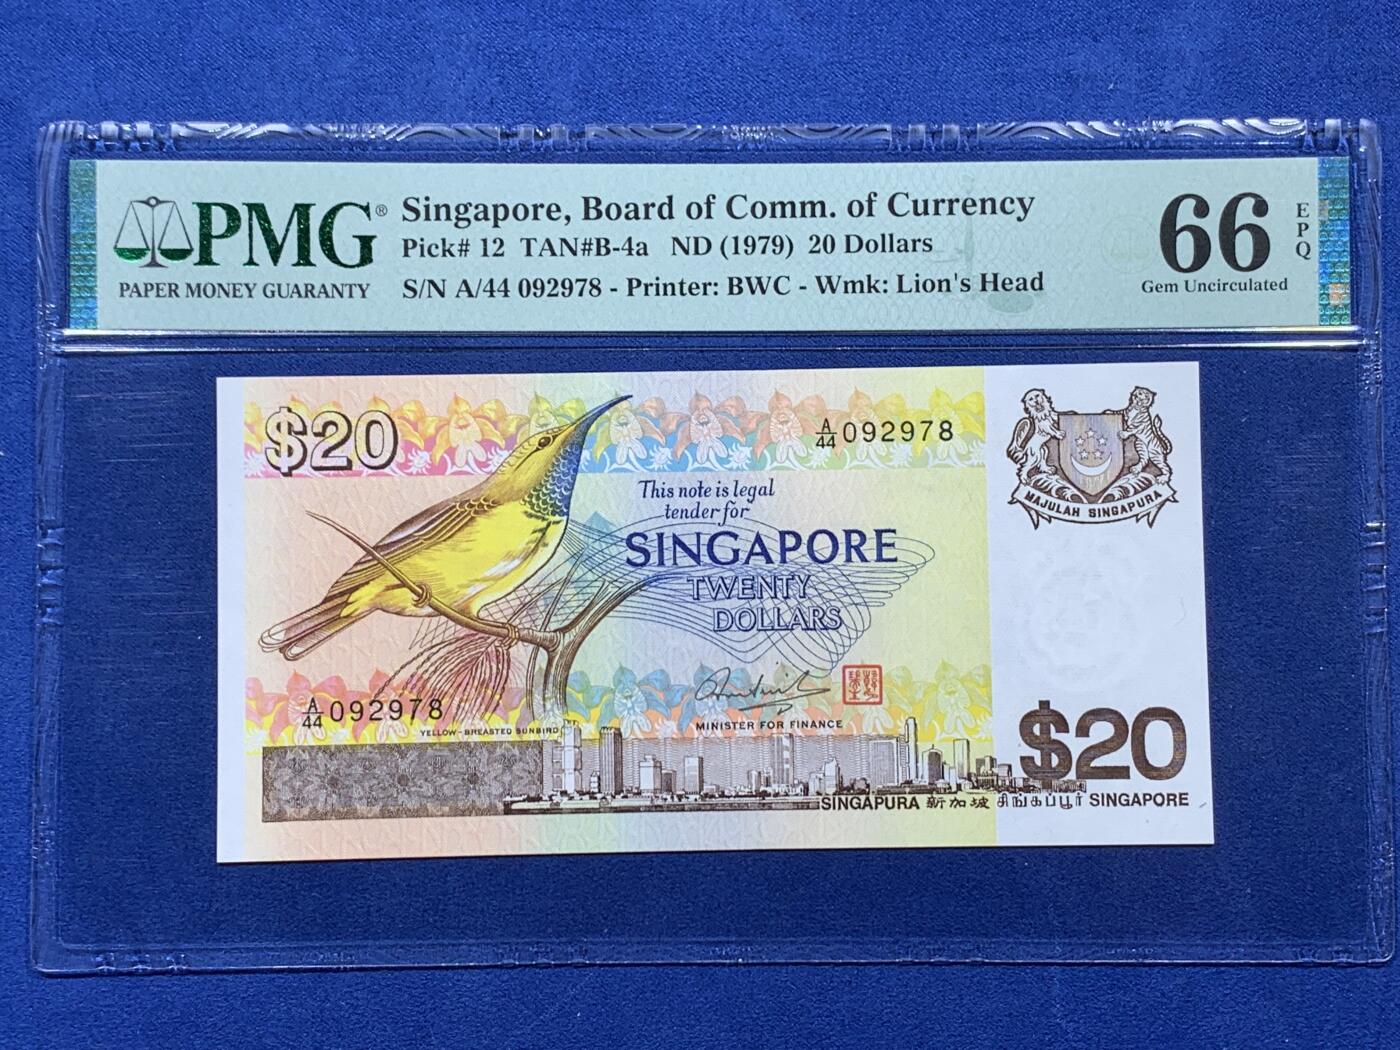 PMG®
PAPER MONEY GUARANTY
Singapore, Board of Comm. of Currency
Pick# 12 TAN#B-4a ND (1979) 20 Dollars
S/N A/44 092978 - Printer: BWC - Wmk: Lion's Head
66 EPQ
Gem Uncirculated
$20
A/44 092978
This note is legal
tender for
SINGAPORE
TWENTY
DOLLARS
MAJULAH SINGAPURA
A/44 092978
YELLOW-BREASTED SUNBIRD
MINISTER FOR FINANCE
$20
SINGAPURA 新加坡 சிங்கப்பூர் SINGAPORE